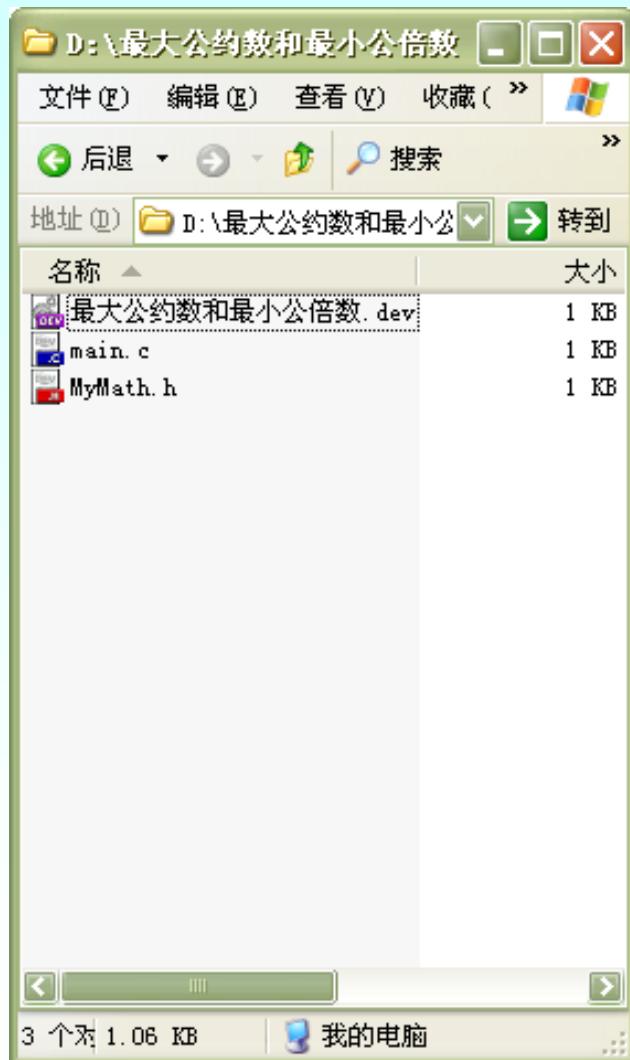 D:\最大公约数和最小公倍数
文件(F) 编辑(E) 查看(V) 收藏( »
后退 搜索 »
地址(D) D:\最大公约数和最小公 转到
名称 大小
最大公约数和最小公倍数.dev 1 KB
main.c 1 KB
MyMath.h 1 KB
3 个对 1.06 KB 我的电脑